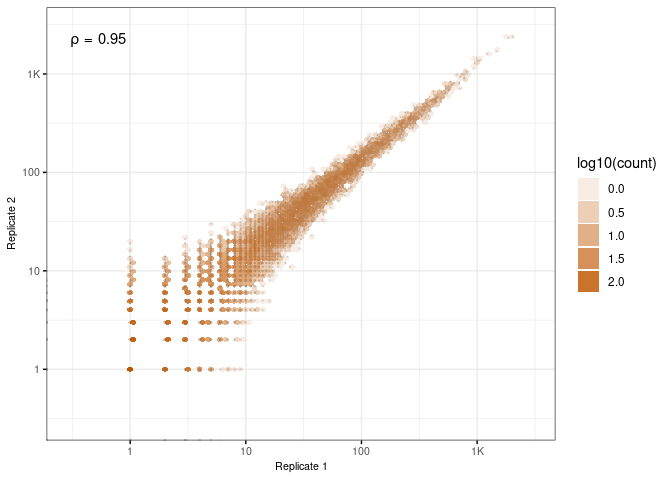 ρ = 0.95
1K
100
10
1
Replicate 2
1
10
100
1K
Replicate 1
log10(count)
0.0
0.5
1.0
1.5
2.0